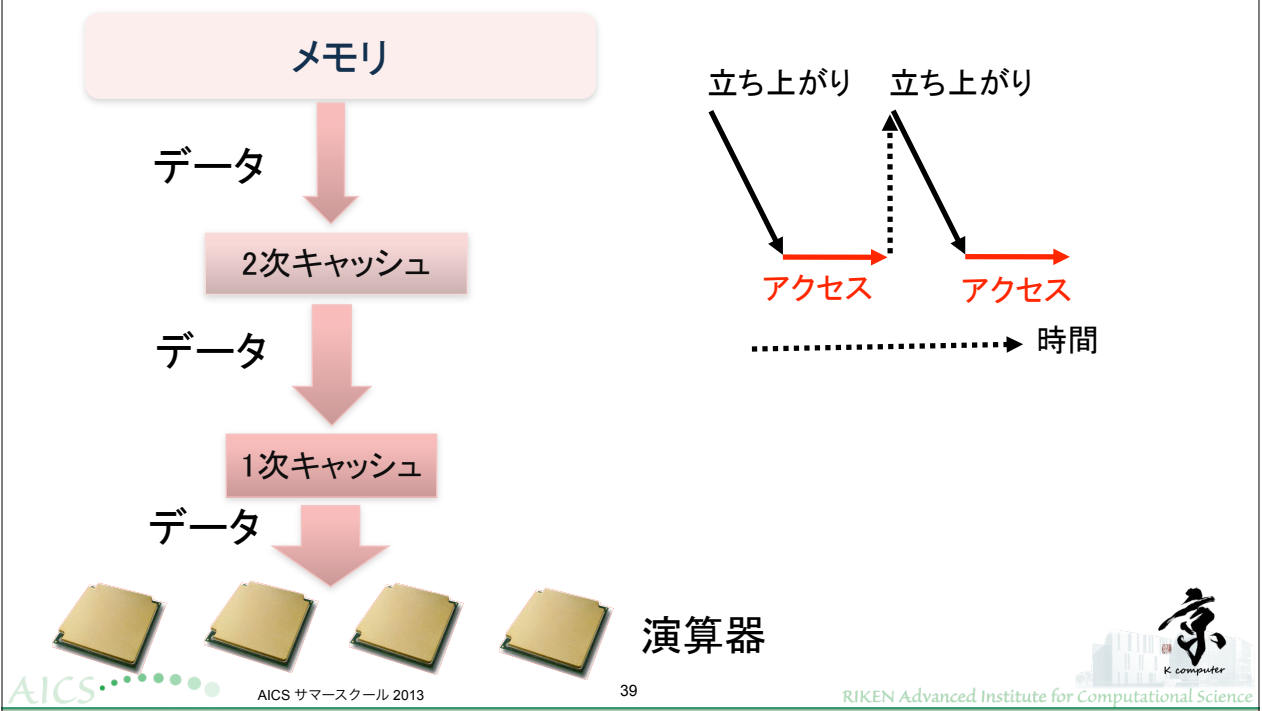 メモリ
立ち上がり 立ち上がり
データ
2次キャッシュ
アクセス アクセス
データ
時間
1次キャッシュ
データ
演算器
京
K computer
AICS
AICS サマースクール 2013
39
RIKEN Advanced Institute for Computational Science